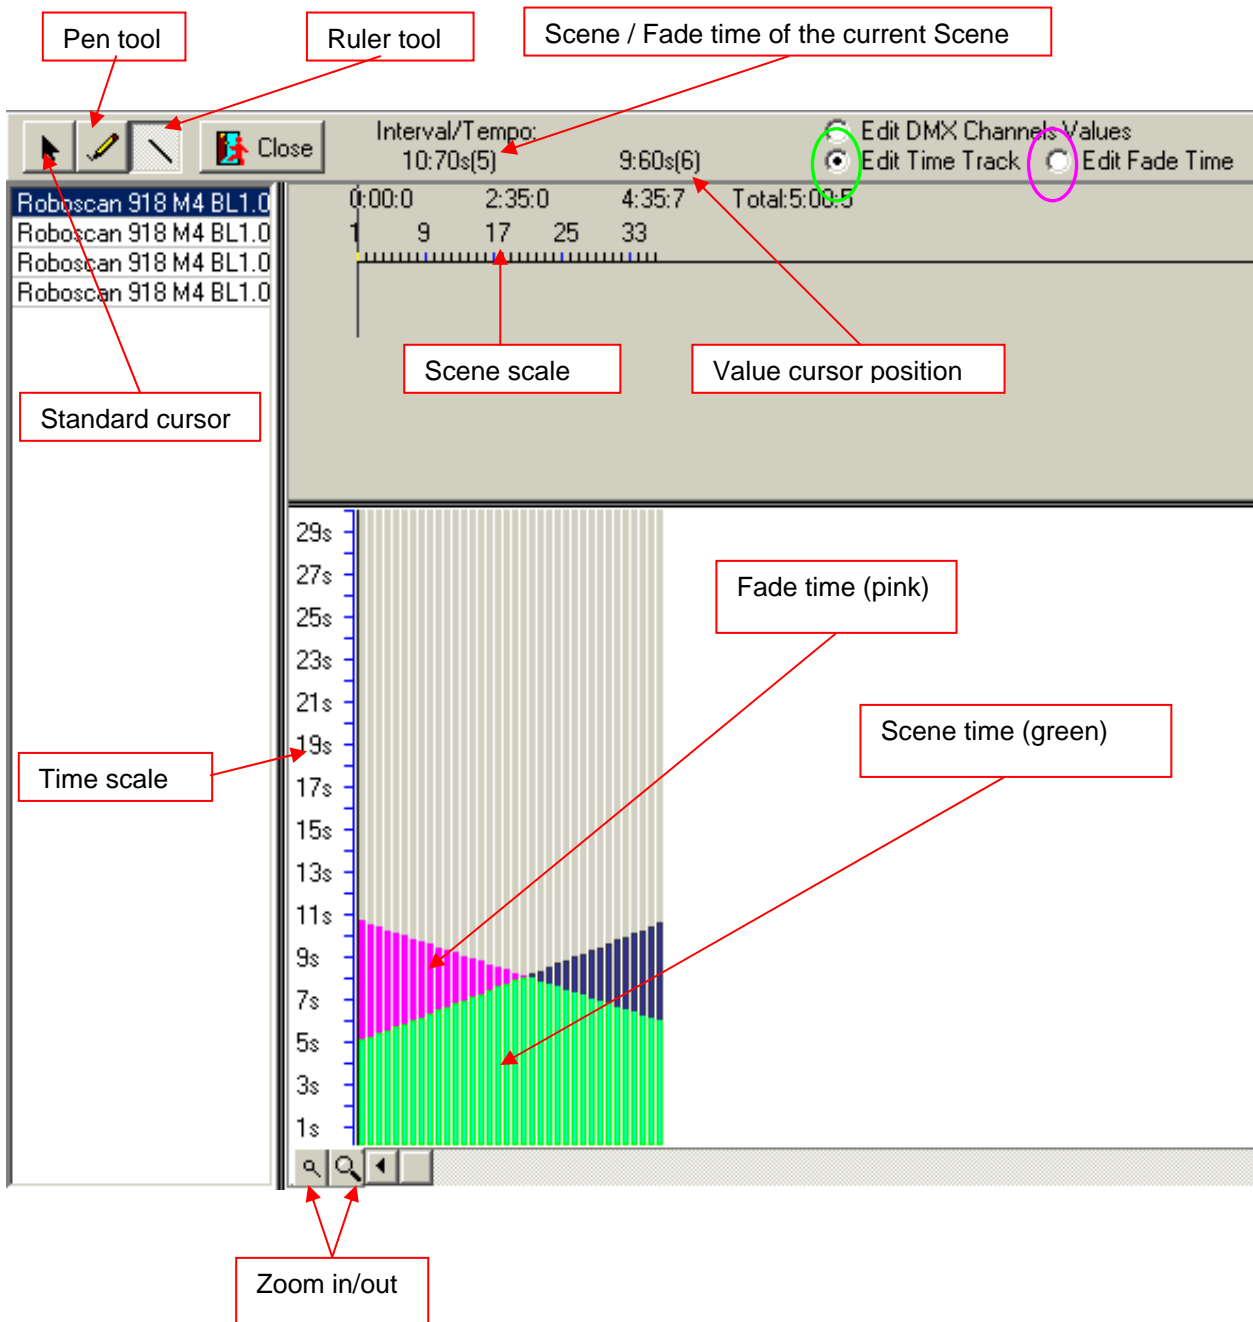 Pen tool
Ruler tool
Scene / Fade time of the current Scene
Close
Interval/Tempo:
10:70s(5)
9:60s(6)
Edit DMX Channels Values
Edit Time Track
Edit Fade Time
Roboscan 918 M4 BL1.0
Roboscan 918 M4 BL1.0
Roboscan 918 M4 BL1.0
Roboscan 918 M4 BL1.0
0:00:0 2:35:0 4:35:7 Total:5:00:5
1 9 17 25 33
Scene scale
Value cursor position
Standard cursor
29s
27s
25s
23s
21s
19s
17s
15s
13s
11s
9s
7s
5s
3s
1s
Fade time (pink)
Scene time (green)
Time scale
Zoom in/out